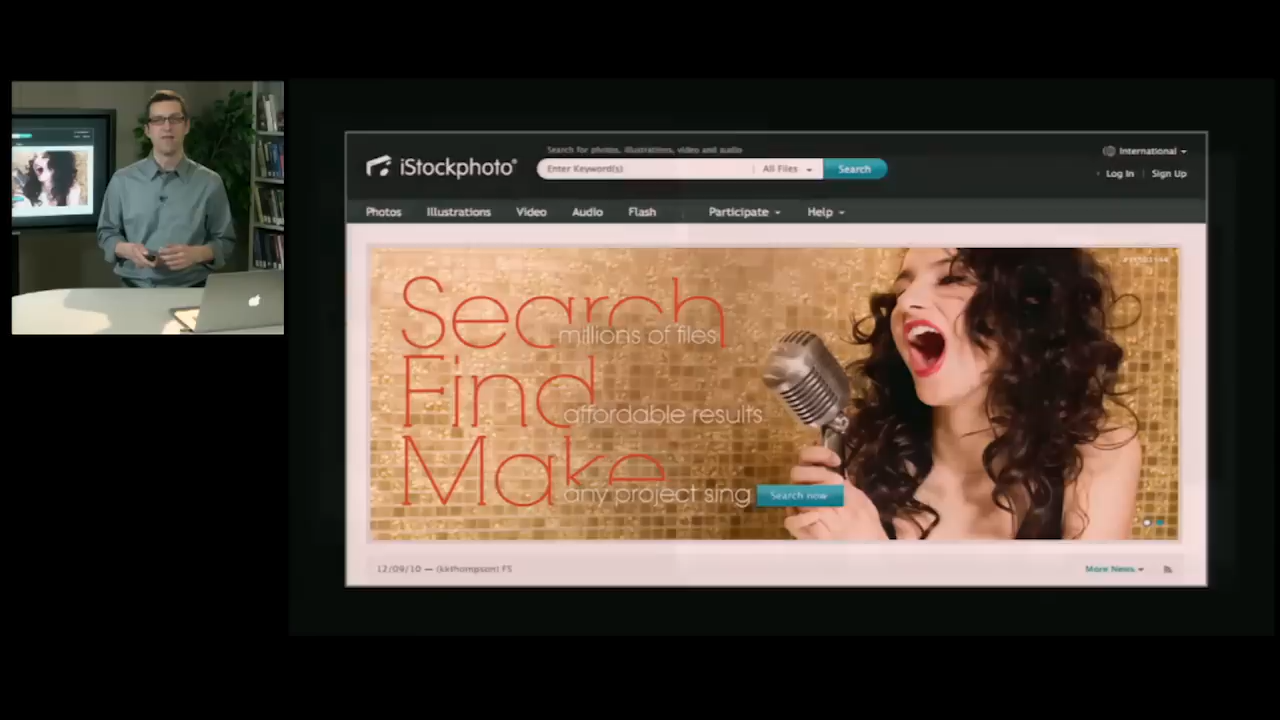 Search for photos, illustrations, video and audio
International
iStockphoto®
Enter Keyword(s)
All Files
Search
Log In
Sign Up
Photos
Illustrations
Video
Audio
Flash
Participate
Help
Search
millions of files
Find
affordable results
Make
any project sing
Search now
12/09/10 — (kkthompson) FS
More News